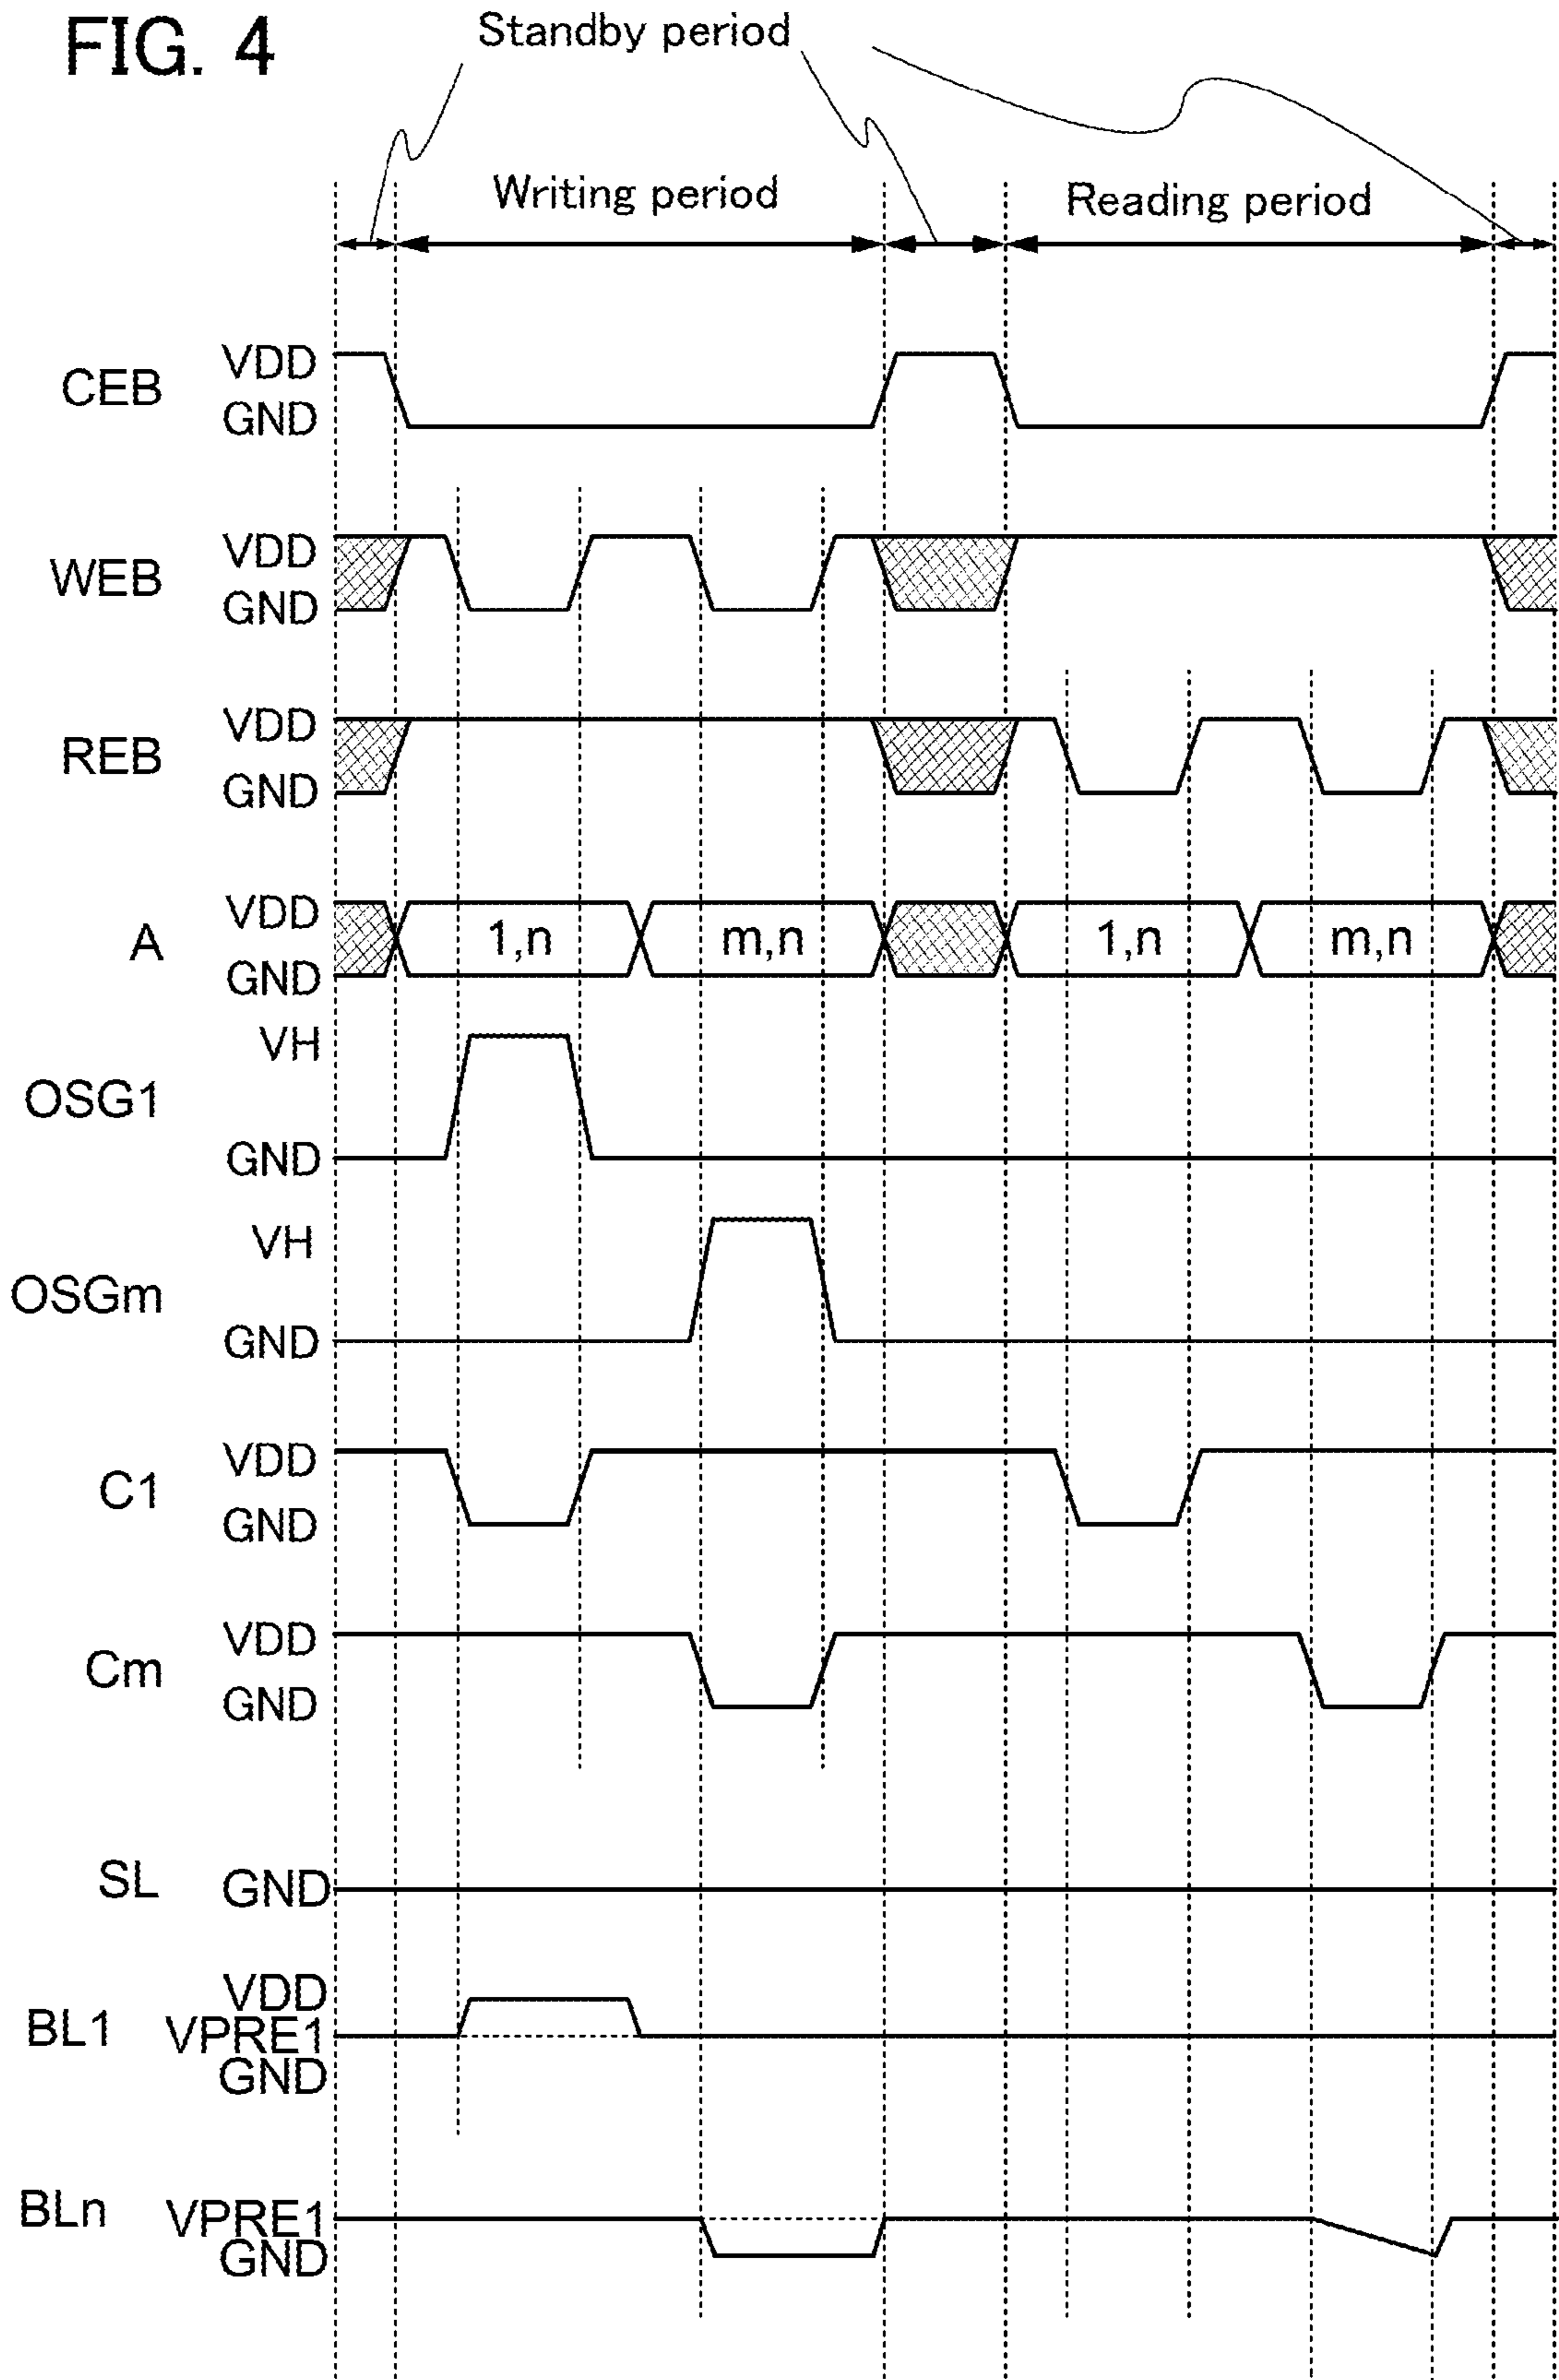 FIG. 4
Standby period
Writing period
Reading period
CEB
VDD
GND
WEB
VDD
GND
REB
VDD
GND
A
VDD
GND
1,n
m,n
1,n
m,n
OSG1
VH
GND
OSGm
VH
GND
C1
VDD
GND
Cm
VDD
GND
SL
GND
BL1
VDD
VPRE1
GND
BLn
VPRE1
GND